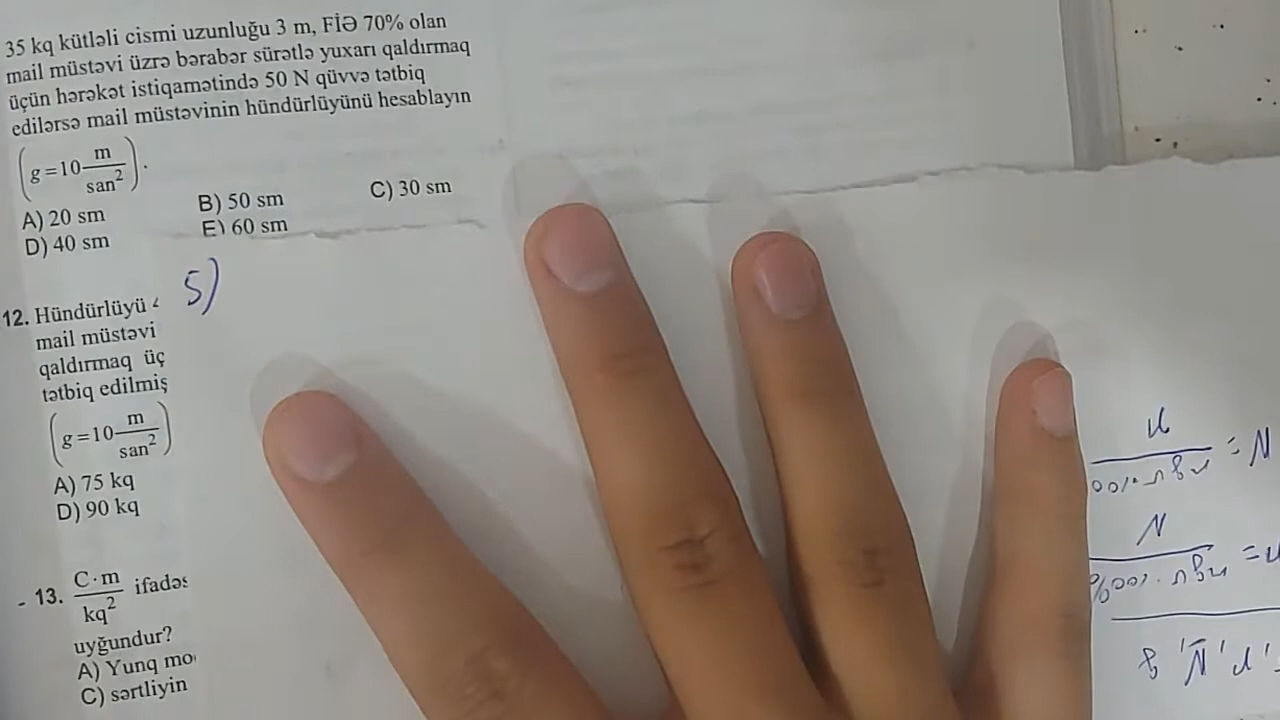 35 kq kütləli cismi uzunluğu 3 m, FİƏ 70% olan
mail müstəvi üzrə bərabər sürətlə yuxarı qaldırmaq
üçün hərəkət istiqamətində 50 N qüvvə tətbiq
edilərsə mail müstəvinin hündürlüyünü hesablayın
(g=10 m/san²).
A) 20 sm B) 50 sm C) 30 sm
D) 40 sm E) 60 sm
5)
12. Hündürlüyü
mail müstəvi
qaldırmaq üç
tətbiq edilmiş
(g=10 m/san²)
A) 75 kq
D) 90 kq
13. C·m/kq² ifadəs
uyğundur?
A) Yunq mo
C) sərtliyin